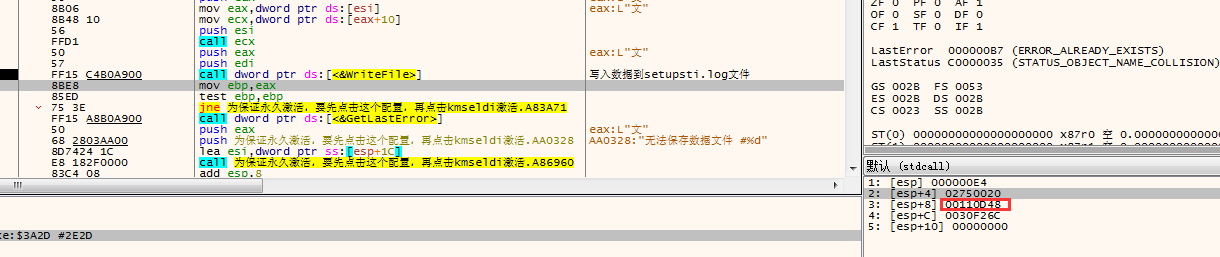 8B06 mov eax,dword ptr ds:[esi] eax:L"文"
8B48 10 mov ecx,dword ptr ds:[eax+10]
56 push esi
FFD1 call ecx
50 push eax eax:L"文"
57 push edi
FF15 C4B0A900 call dword ptr ds:[<&WriteFile>] 写入数据到setupsti.log文件
8BE8 mov ebp,eax
85ED test ebp,ebp
75 3E jne 为保证永久激活，要先点击这个配置，再点击kmseldi激活.A83A71
FF15 A8B0A900 call dword ptr ds:[<&GetLastError>]
50 push eax eax:L"文"
68 2803AA00 push 为保证永久激活，要先点击这个配置，再点击kmseldi激活.AA0328 AA0328:"无法保存数据文件 #%d"
8D7424 1C lea esi,dword ptr ss:[esp+1C]
E8 182F0000 call 为保证永久激活，要先点击这个配置，再点击kmseldi激活.A86960
83C4 08 add esp,8
te:$3A2D #2E2D
ZF 0 PF 0 AF 1
OF 0 SF 0 DF 0
CF 1 TF 0 IF 1
LastError 000000B7 (ERROR_ALREADY_EXISTS)
LastStatus C0000035 (STATUS_OBJECT_NAME_COLLISION)
GS 002B FS 0053
ES 002B DS 002B
CS 0023 SS 002B
ST(0) 00000000000000000000 x87r0 空 0.000000000000
默认 (stdcall)
1: [esp] 000000E4
2: [esp+4] 02750020
3: [esp+8] 00110D48
4: [esp+C] 0030F26C
5: [esp+10] 00000000